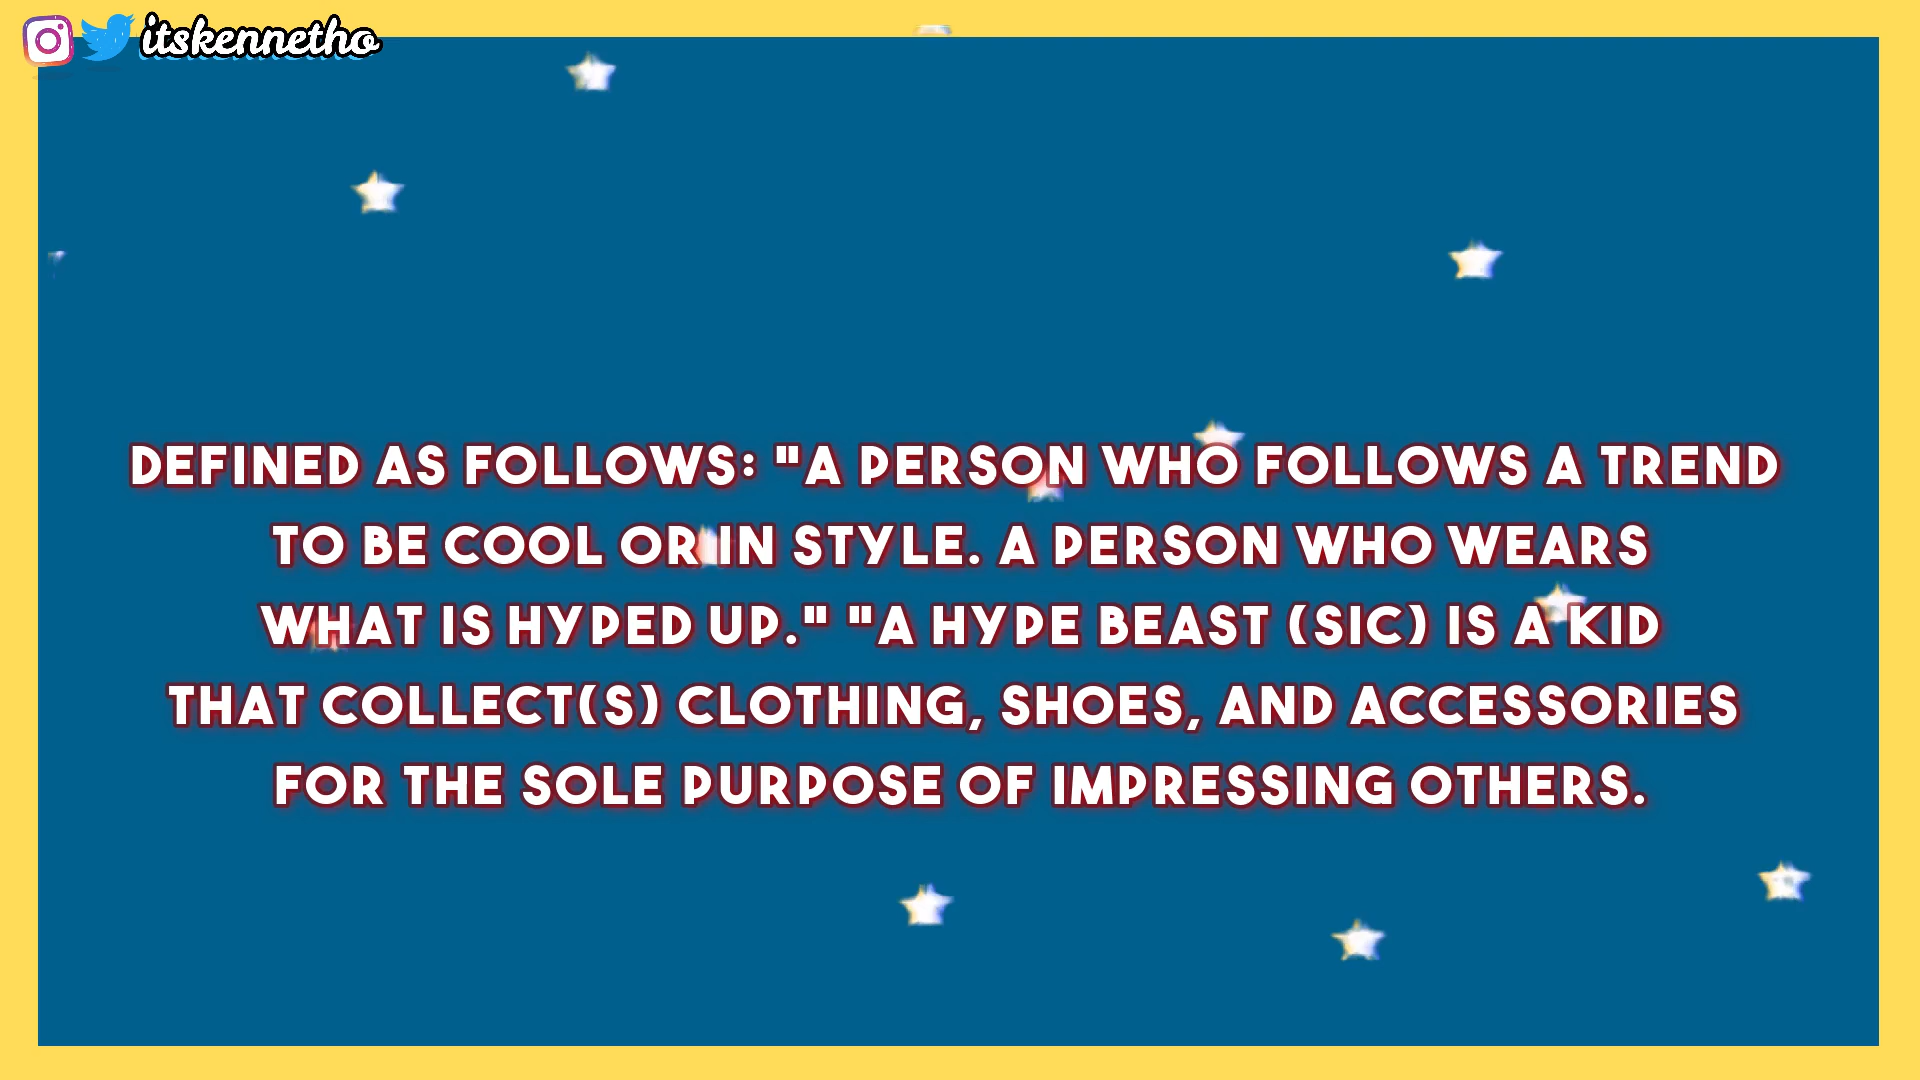 itskennetho
DEFINED AS FOLLOWS: "A PERSON WHO FOLLOWS A TREND
TO BE COOL OR IN STYLE. A PERSON WHO WEARS
WHAT IS HYPED UP." "A HYPE BEAST (SIC) IS A KID
THAT COLLECT(S) CLOTHING, SHOES, AND ACCESSORIES
FOR THE SOLE PURPOSE OF IMPRESSING OTHERS.